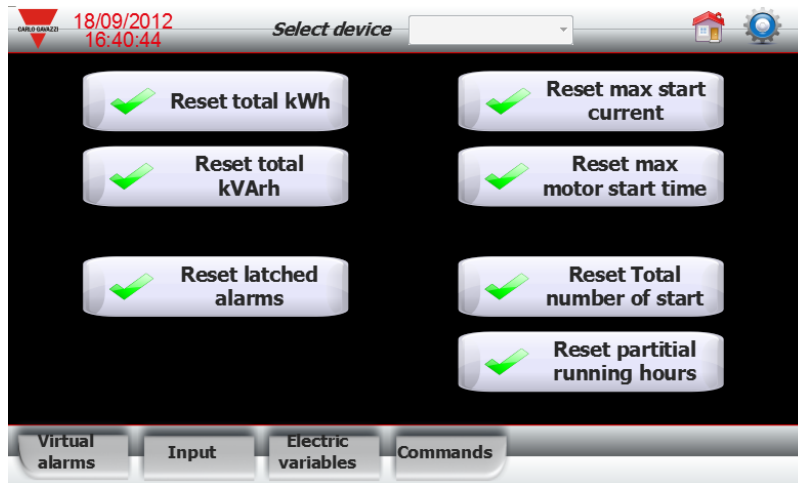 CARLO GAVAZZI
18/09/2012
16:40:44
Select device
Reset total kWh
Reset max start
current
Reset total
kVArh
Reset max
motor start time
Reset latched
alarms
Reset Total
number of start
Reset partitial
running hours
Virtual
alarms
Input
Electric
variables
Commands